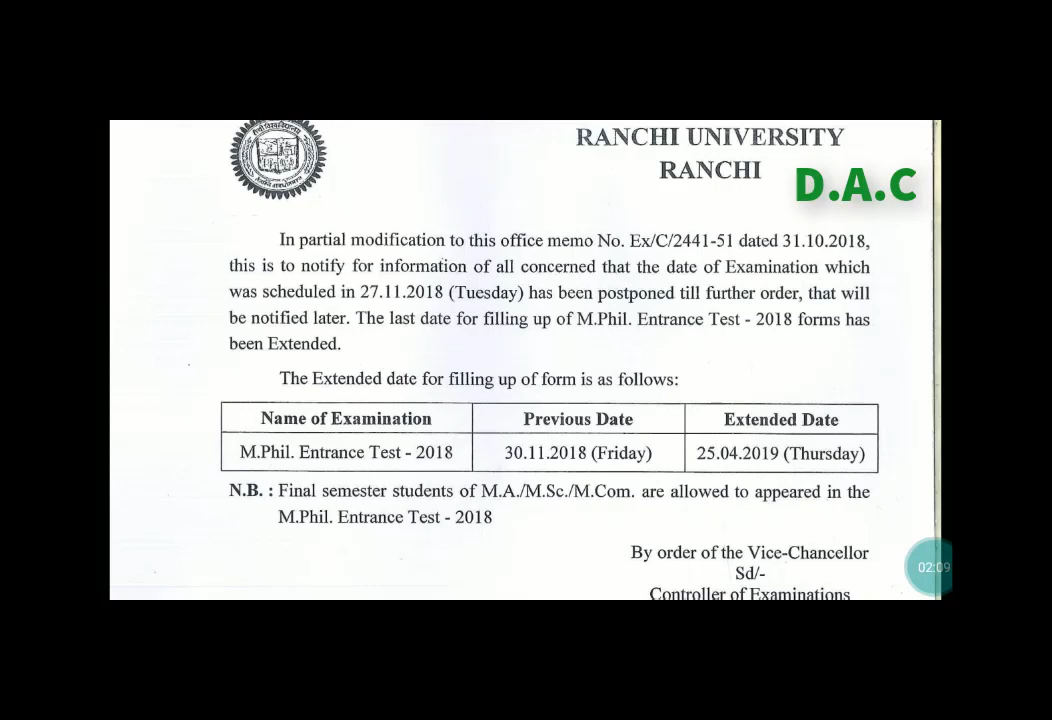 RANCHI UNIVERSITY
RANCHI
D.A.C
In partial modification to this office memo No. Ex/C/2441-51 dated 31.10.2018,
this is to notify for information of all concerned that the date of Examination which
was scheduled in 27.11.2018 (Tuesday) has been postponed till further order, that will
be notified later. The last date for filling up of M.Phil. Entrance Test - 2018 forms has
been Extended.
The Extended date for filling up of form is as follows:
Name of Examination Previous Date Extended Date
M.Phil. Entrance Test - 2018 30.11.2018 (Friday) 25.04.2019 (Thursday)
N.B. : Final semester students of M.A./M.Sc./M.Com. are allowed to appeared in the
M.Phil. Entrance Test - 2018
By order of the Vice-Chancellor
02:09
Sd/-
Controller of Examinations